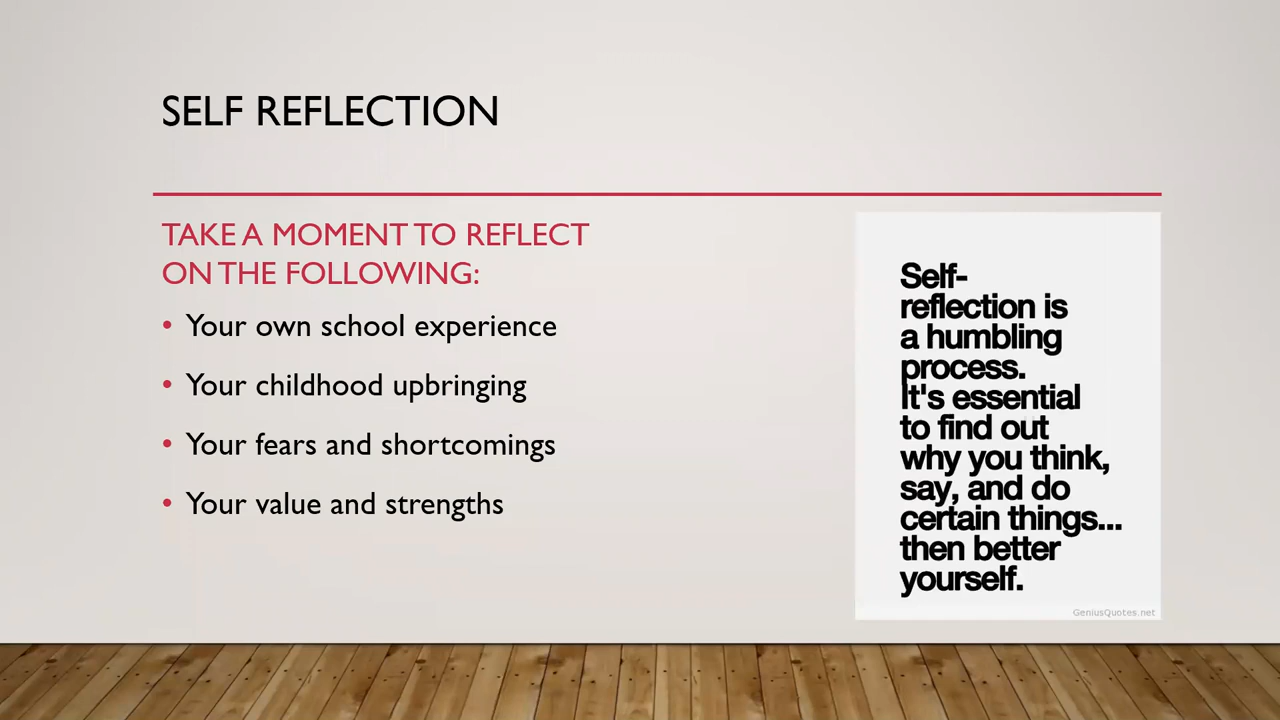 SELF REFLECTION
TAKE A MOMENT TO REFLECT
ON THE FOLLOWING:
• Your own school experience
• Your childhood upbringing
• Your fears and shortcomings
• Your value and strengths
Self-
reflection is
a humbling
process.
It's essential
to find out
why you think,
say, and do
certain things...
then better
yourself.
GeniusQuotes.net